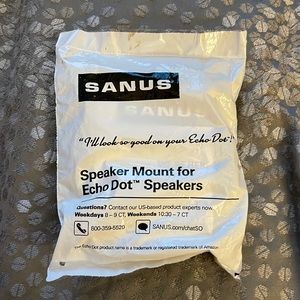 SANUS
SANUS
"I'll look so good on your Echo Dot™!"
Speaker Mount for
Echo Dot™ Speakers
Questions? Contact our US-based product experts now.
Weekdays 8 – 9 CT, Weekends 10:30 – 7 CT
800-359-5520 SANUS.com/chatSO
The Echo Dot product name is a trademark or registered trademark of Amazon